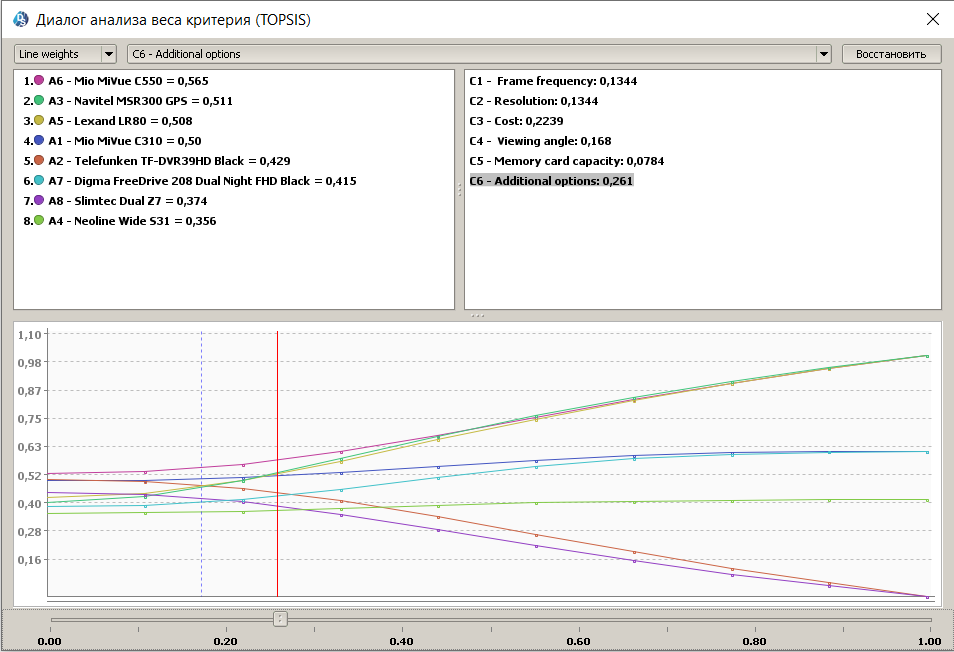 Диалог анализа веса критерия (TOPSIS)
Line weights
C6 - Additional options
Восстановить
1. A6 - Mio MiVue C550 = 0,565
2. A3 - Navitel MSR300 GPS = 0,511
3. A5 - Lexand LR80 = 0,508
4. A1 - Mio MiVue C310 = 0,50
5. A2 - Telefunken TF-DVR39HD Black = 0,429
6. A7 - Digma FreeDrive 208 Dual Night FHD Black = 0,415
7. A8 - Slimtec Dual Z7 = 0,374
8. A4 - Neoline Wide S31 = 0,356
C1 - Frame frequency: 0,1344
C2 - Resolution: 0,1344
C3 - Cost: 0,2239
C4 - Viewing angle: 0,168
C5 - Memory card capacity: 0,0784
C6 - Additional options: 0,261
1,10
0,98
0,87
0,75
0,63
0,52
0,40
0,28
0,16
0.00 0.20 0.40 0.60 0.80 1.00